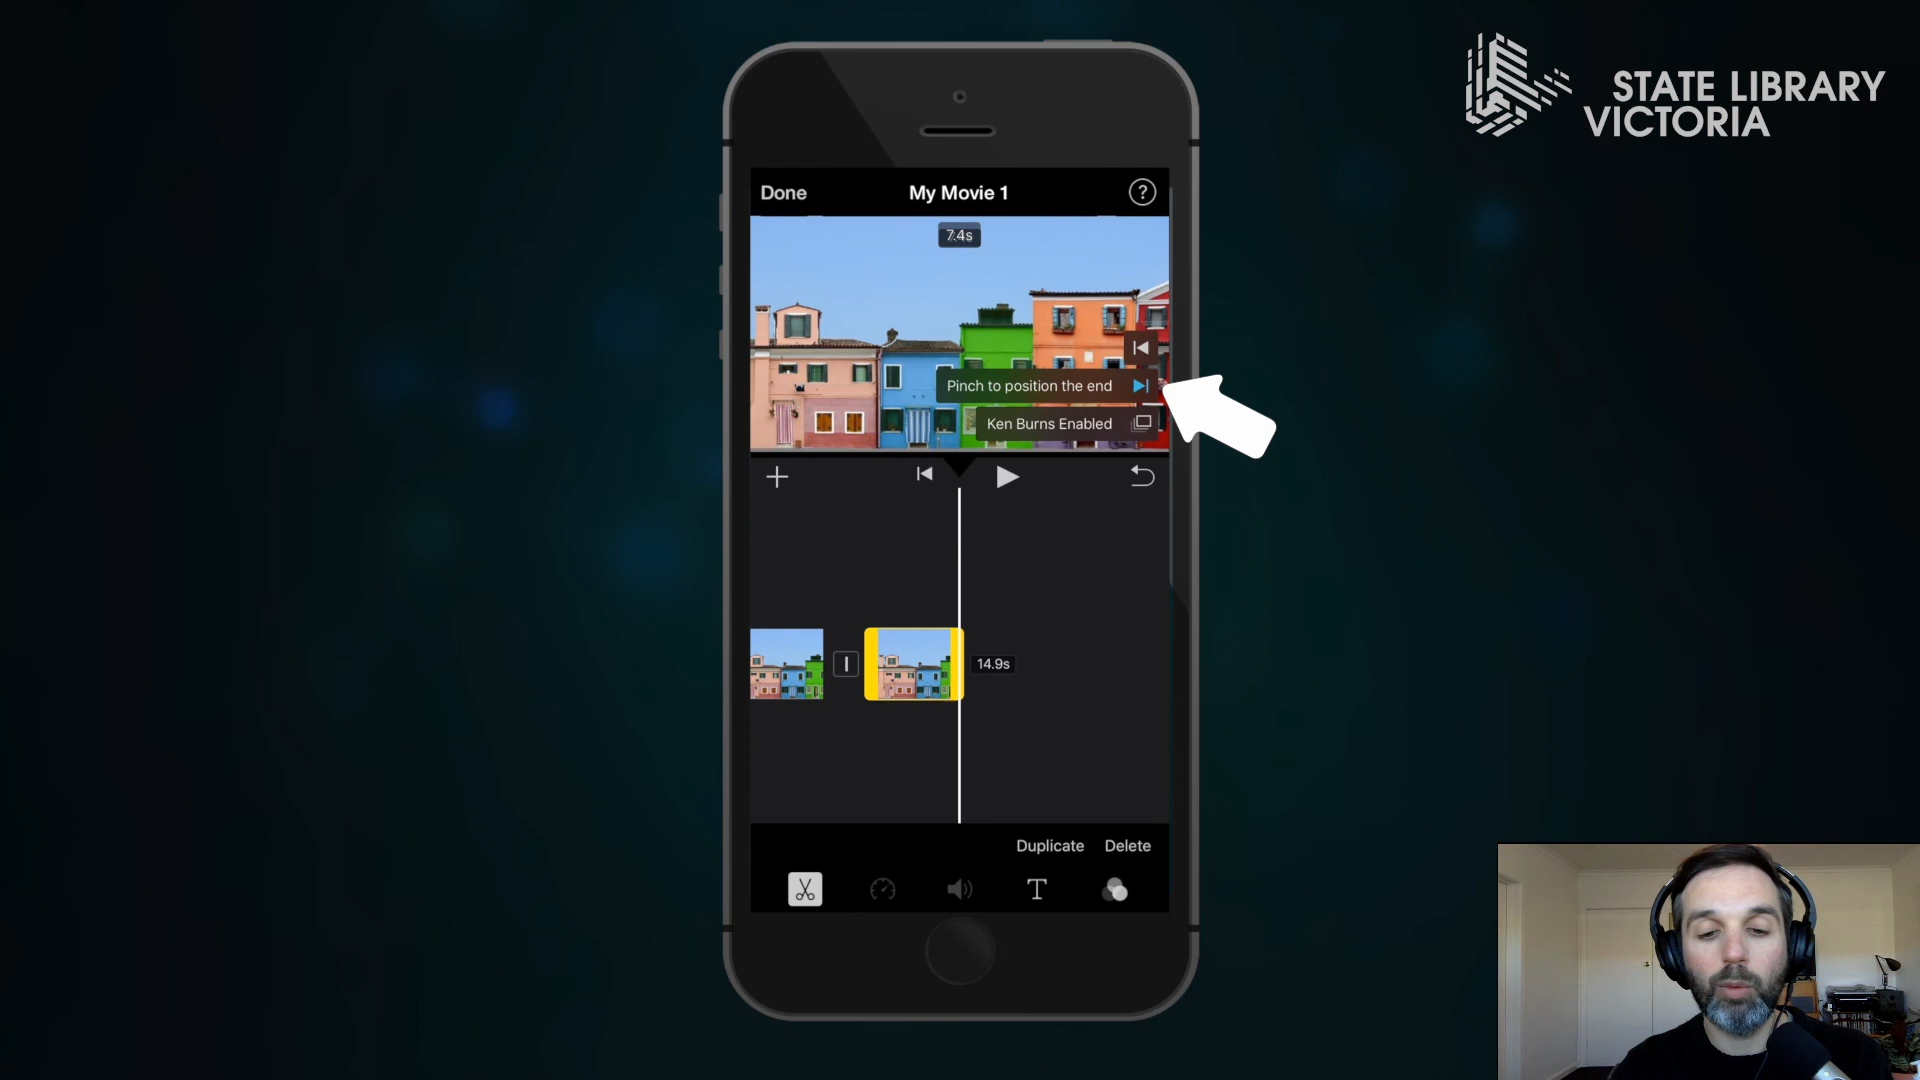 STATE LIBRARY
VICTORIA
Done
My Movie 1
?
7.4s
Pinch to position the end
Ken Burns Enabled
14.9s
Duplicate
Delete
T